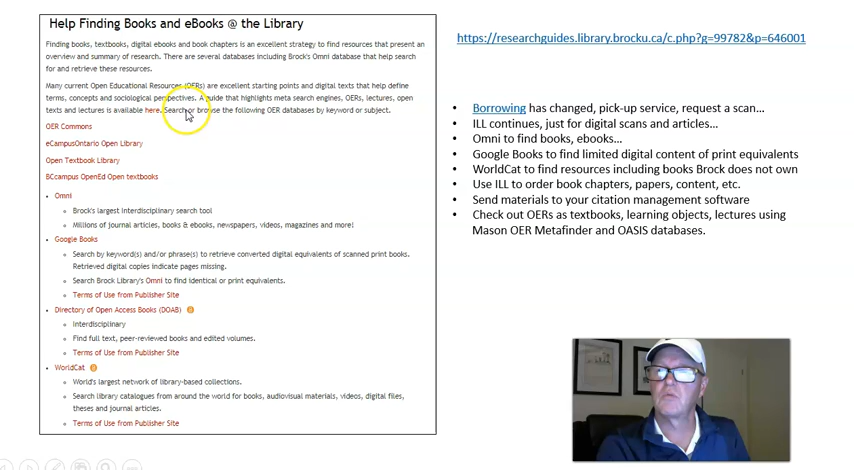 Help Finding Books and eBooks @ the Library
Finding books, textbooks, digital ebooks and book chapters is an excellent strategy to find resources that present an
overview and summary of research. There are several databases including Brock's Omni database that help search
for and retrieve these resources.
Many current Open Educational Resources (OERs) are excellent starting points and digital texts that help define
terms, concepts and sociological perspectives. A guide that highlights meta search engines, OERs, lectures, open
texts and lectures is available here. Search or browse the following OER databases by keyword or subject.
OER Commons
eCampusOntario Open Library
Open Textbook Library
BCcampus OpenEd Open textbooks
Omni
Brock's largest interdisciplinary search tool
Millions of journal articles, books & ebooks, newspapers, videos, magazines and more!
Google Books
Search by keyword(s) and/or phrase(s) to retrieve converted digital equivalents of scanned print books.
Retrieved digital copies indicate pages missing.
Search Brock Library's Omni to find identical or print equivalents.
Terms of Use from Publisher Site
Directory of Open Access Books (DOAB)
Interdisciplinary
Find full text, peer-reviewed books and edited volumes.
Terms of Use from Publisher Site
WorldCat
World's largest network of library-based collections.
Search library catalogues from around the world for books, audiovisual materials, videos, digital files,
theses and journal articles.
Terms of Use from Publisher Site
https://researchguides.library.brocku.ca/c.php?g=99782&p=646001
Borrowing has changed, pick-up service, request a scan…
ILL continues, just for digital scans and articles…
Omni to find books, ebooks…
Google Books to find limited digital content of print equivalents
WorldCat to find resources including books Brock does not own
Use ILL to order book chapters, papers, content, etc.
Send materials to your citation management software
Check out OERs as textbooks, learning objects, lectures using
Mason OER Metafinder and OASIS databases.